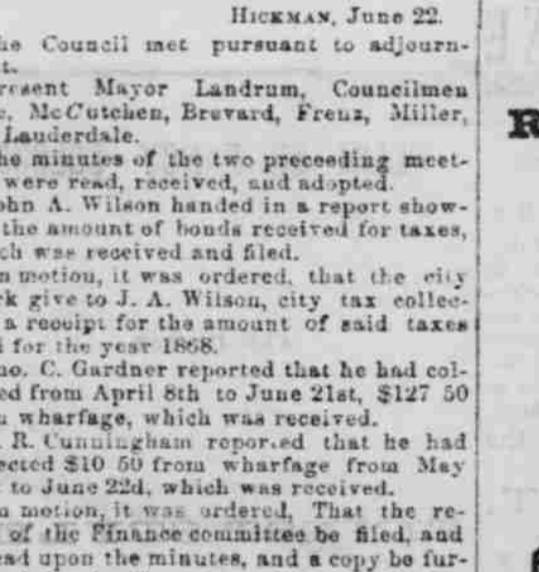 HICKMAN, June 22.
he Council met pursuant to adjourn-
t.
resent Mayor Landrum, Councilmen
e, McCutchen, Brevard, Frenz, Miller,
Lauderdale.
he minutes of the two preceeding meet-
were read, received, and adopted.
ohn A. Wilson handed in a report show-
the amount of bonds received for taxes,
ch was received and filed.
n motion, it was ordered, that the city
rk give to J. A. Wilson, city tax collec-
a receipt for the amount of said taxes
d for the year 1868.
no. C. Gardner reported that he had col-
ed from April 8th to June 21st, $127 50
n wharfage, which was received.
. R. Cunningham reported that he had
ected $10 50 from wharfage from May
to June 22d, which was received.
n motion, it was ordered, That the re-
of the Finance committee be filed, and
ead upon the minutes, and a copy be fur-
R